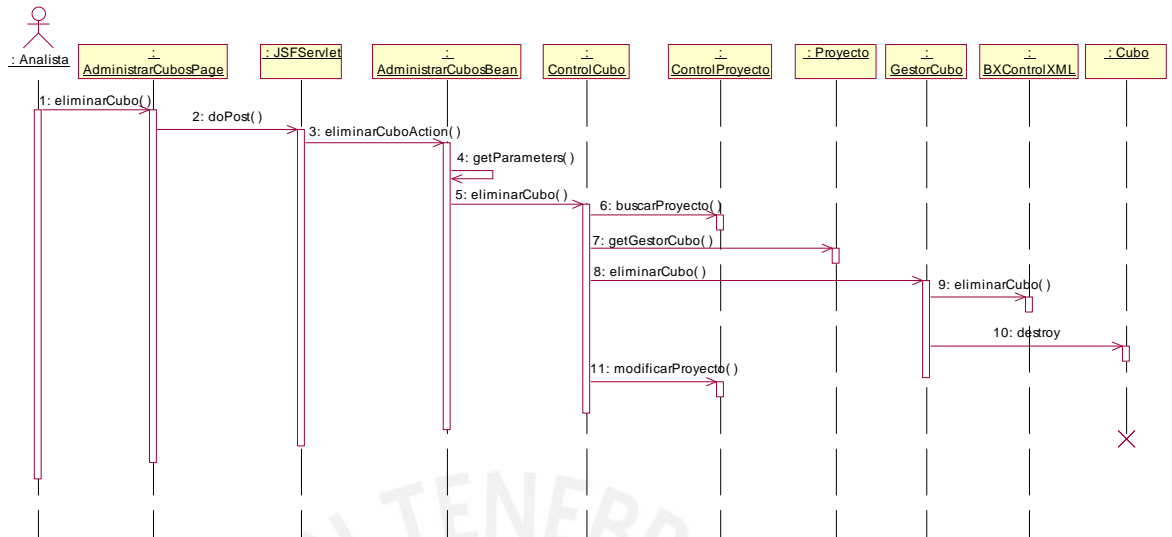 : Analista
:
AdministrarCubosPage
: JSFServlet
:
AdministrarCubosBean
:
ControlCubo
:
ControlProyecto
: Proyecto
:
GestorCubo
:
BXControlXML
: Cubo
1: eliminarCubo( )
2: doPost( )
3: eliminarCuboAction( )
4: getParameters( )
5: eliminarCubo( )
6: buscarProyecto( )
7: getGestorCubo( )
8: eliminarCubo( )
9: eliminarCubo( )
10: destroy
11: modificarProyecto( )
TENEBR